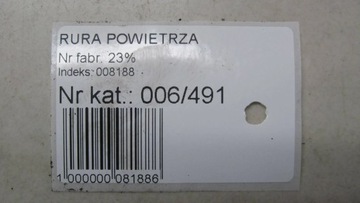 RURA POWIETRZA
Nr fabr. 23%
Indeks: 008188
Nr kat.: 006/491
1 000000 081886